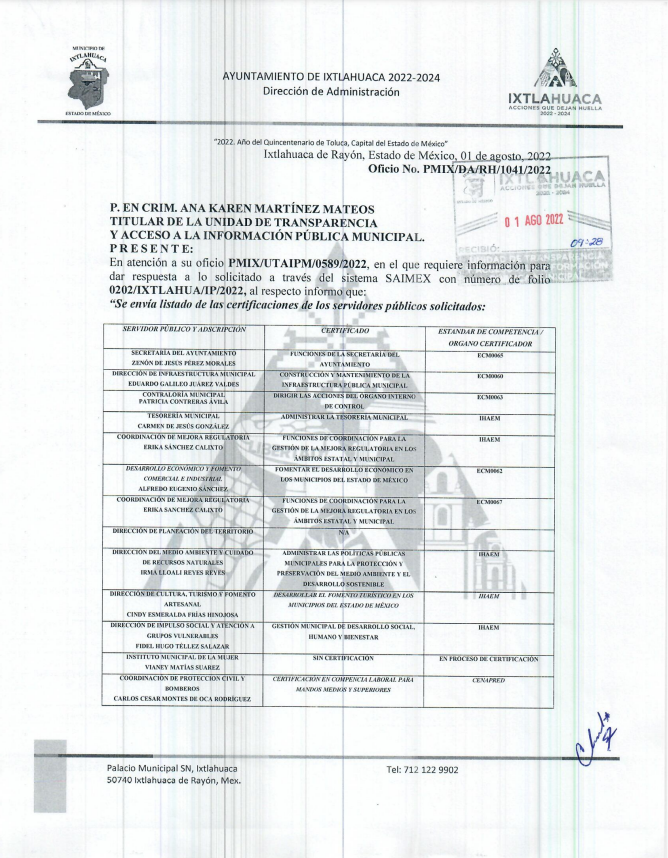 MUNICIPIO DE
IXTLAHUACA
ESTADO DE MÉXICO
AYUNTAMIENTO DE IXTLAHUACA 2022-2024
Dirección de Administración
IXTLAHUACA
ACCIONES QUE DEJAN HUELLA
2022 - 2024
"2022. Año del Quincentenario de Toluca, Capital del Estado de México"
Ixtlahuaca de Rayón, Estado de México, 01 de agosto, 2022
Oficio No. PMIX/DA/RH/1041/2022
IXTLAHUACA
ACCIONES QUE DEJAN HUELLA
2022 - 2024
01 AGO 2022
RECIBIÓ:
09:28
P. EN CRIM. ANA KAREN MARTÍNEZ MATEOS
TITULAR DE LA UNIDAD DE TRANSPARENCIA
Y ACCESO A LA INFORMACIÓN PÚBLICA MUNICIPAL.
P R E S E N T E:
En atención a su oficio PMIX/UTAIPM/0589/2022, en el que requiere información para
dar respuesta a lo solicitado a través del sistema SAIMEX con número de folio
0202/IXTLAHUA/IP/2022, al respecto informo que:
"Se envía listado de las certificaciones de los servidores públicos solicitados:
SERVIDOR PÚBLICO Y ADSCRIPCIÓN CERTIFICADO ESTANDAR DE COMPETENCIA /
ORGANO CERTIFICADOR
SECRETARÍA DEL AYUNTAMIENTO FUNCIONES DE LA SECRETARÍA DEL ECM0065
ZENÓN DE JESÚS PÉREZ MORALES AYUNTAMIENTO
DIRECCIÓN DE INFRAESTRUCTURA MUNICIPAL CONSTRUCCIÓN Y MANTENIMIENTO DE LA ECM0060
EDUARDO GALILEO JUÁREZ VALDES INFRAESTRUCTURA PÚBLICA MUNICIPAL
CONTRALORÍA MUNICIPAL DIRIGIR LAS ACCIONES DEL ÓRGANO INTERNO ECM0063
PATRICIA CONTRERAS ÁVILA DE CONTROL
TESORERÍA MUNICIPAL ADMINISTRAR LA TESORERÍA MUNICIPAL IHAEM
CARMEN DE JESÚS GONZÁLEZ
COORDINACIÓN DE MEJORA REGULATORIA FUNCIONES DE COORDINACIÓN PARA LA IHAEM
ERIKA SÁNCHEZ CALIXTO GESTIÓN DE LA MEJORA REGULATORIA EN LOS
ÁMBITOS ESTATAL Y MUNICIPAL
DESARROLLO ECONÓMICO Y FOMENTO FOMENTAR EL DESARROLLO ECONÓMICO EN ECM0062
COMERCIAL E INDUSTRIAL LOS MUNICIPIOS DEL ESTADO DE MÉXICO
ALFREDO EUGENIO SÁNCHEZ
COORDINACIÓN DE MEJORA REGULATORIA FUNCIONES DE COORDINACIÓN PARA LA ECM0067
ERIKA SANCHEZ CALIXTO GESTIÓN DE LA MEJORA REGULATORIA EN LOS
ÁMBITOS ESTATAL Y MUNICIPAL
DIRECCIÓN DE PLANEACIÓN DEL TERRITORIO N/A
DIRECCIÓN DEL MEDIO AMBIENTE Y CUIDADO ADMINISTRAR LAS POLÍTICAS PÚBLICAS IHAEM
DE RECURSOS NATURALES MUNICIPALES PARA LA PROTECCIÓN Y
IRMA ELOALI REYES REYES PRESERVACIÓN DEL MEDIO AMBIENTE Y EL
DESARROLLO SOSTENIBLE
DIRECCIÓN DE CULTURA, TURISMO Y FOMENTO DESARROLLAR EL FOMENTO TURÍSTICO EN LOS IHAEM
ARTESANAL MUNICIPIOS DEL ESTADO DE MÉXICO
CINDY ESMERALDA FRÍAS HINOJOSA
DIRECCIÓN DE IMPULSO SOCIAL Y ATENCIÓN A GESTIÓN MUNICIPAL DE DESARROLLO SOCIAL, IHAEM
GRUPOS VULNERABLES HUMANO Y BIENESTAR
FIDEL HUGO TÉLLEZ SALAZAR
INSTITUTO MUNICIPAL DE LA MUJER SIN CERTIFICACIÓN EN PROCESO DE CERTIFICACIÓN
VIANEY MATÍAS SUAREZ
COORDINACIÓN DE PROTECCIÓN CIVIL Y CERTIFICACIÓN EN COMPENCIA LABORAL PARA CENAPRED
BOMBEROS MANDOS MEDIOS Y SUPERIORES
CARLOS CESAR MONTES DE OCA RODRÍGUEZ
Palacio Municipal SN, Ixtlahuaca Tel: 712 122 9902
50740 Ixtlahuaca de Rayón, Mex.